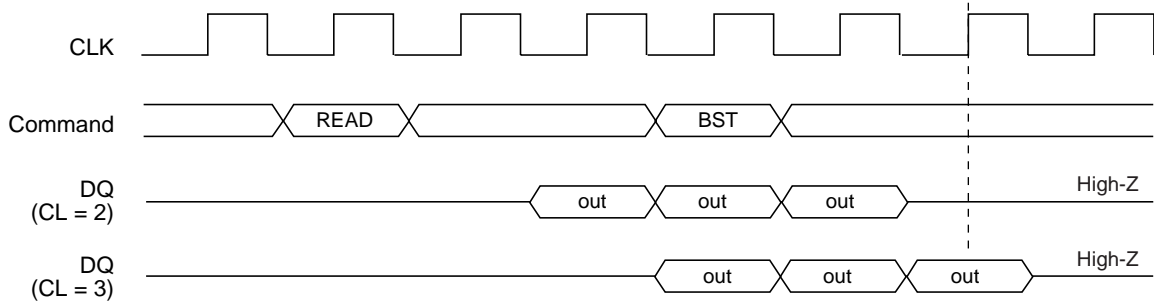 CLK
Command
READ
BST
DQ
(CL = 2)
out
out
out
High-Z
DQ
(CL = 3)
out
out
out
High-Z